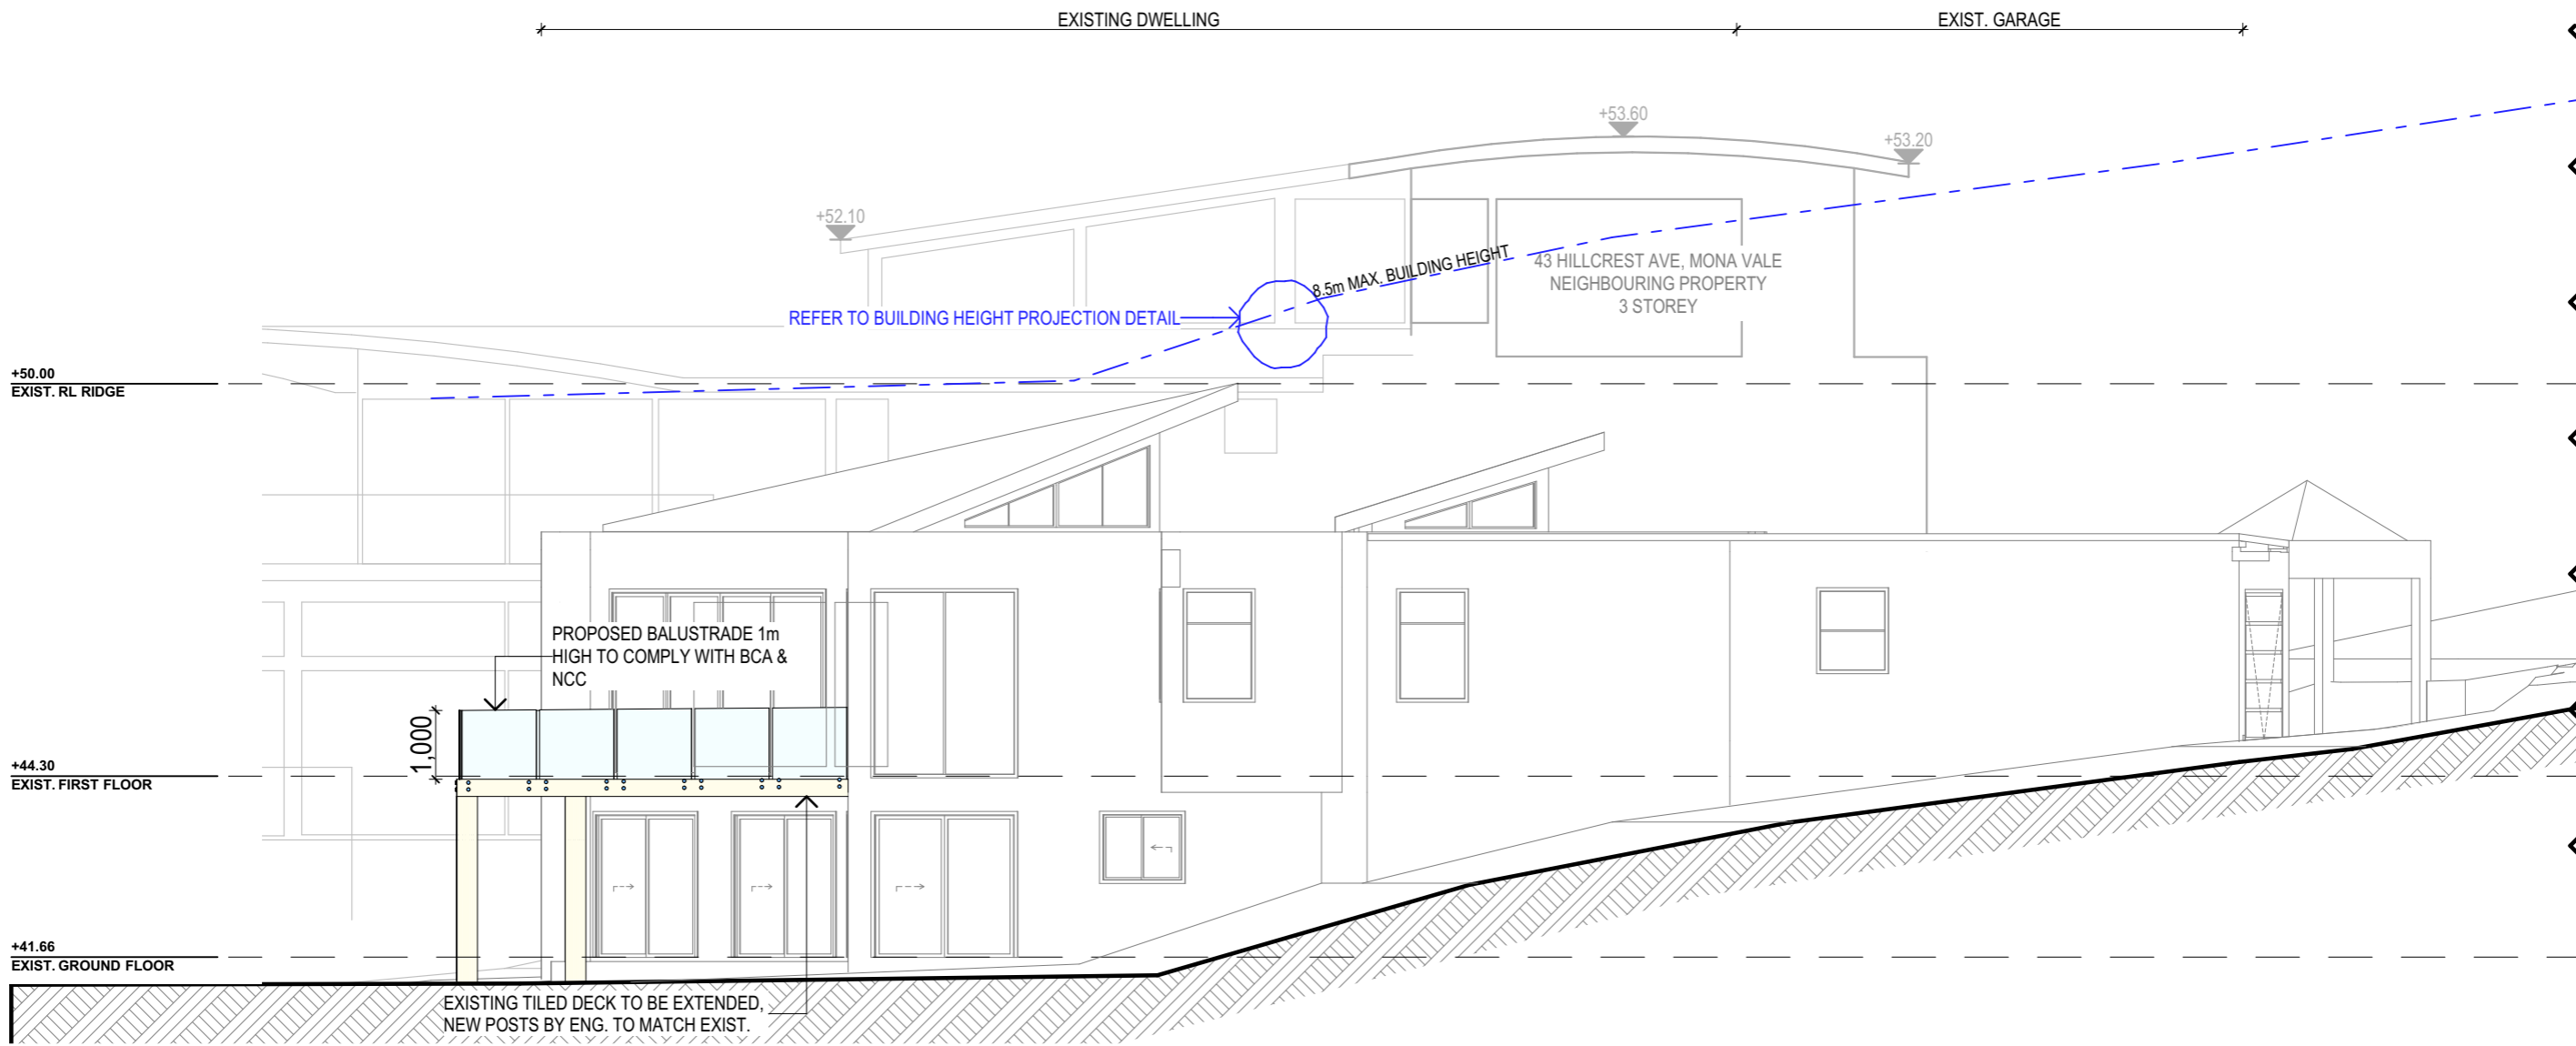 EXISTING DWELLING
EXIST. GARAGE
+53.60
+53.20
+52.10
8.5m MAX. BUILDING HEIGHT
43 HILLCREST AVE, MONA VALE
NEIGHBOURING PROPERTY
3 STOREY
REFER TO BUILDING HEIGHT PROJECTION DETAIL
+50.00
EXIST. RL RIDGE
PROPOSED BALUSTRADE 1m
HIGH TO COMPLY WITH BCA &
NCC
1,000
+44.30
EXIST. FIRST FLOOR
+41.66
EXIST. GROUND FLOOR
EXISTING TILED DECK TO BE EXTENDED,
NEW POSTS BY ENG. TO MATCH EXIST.